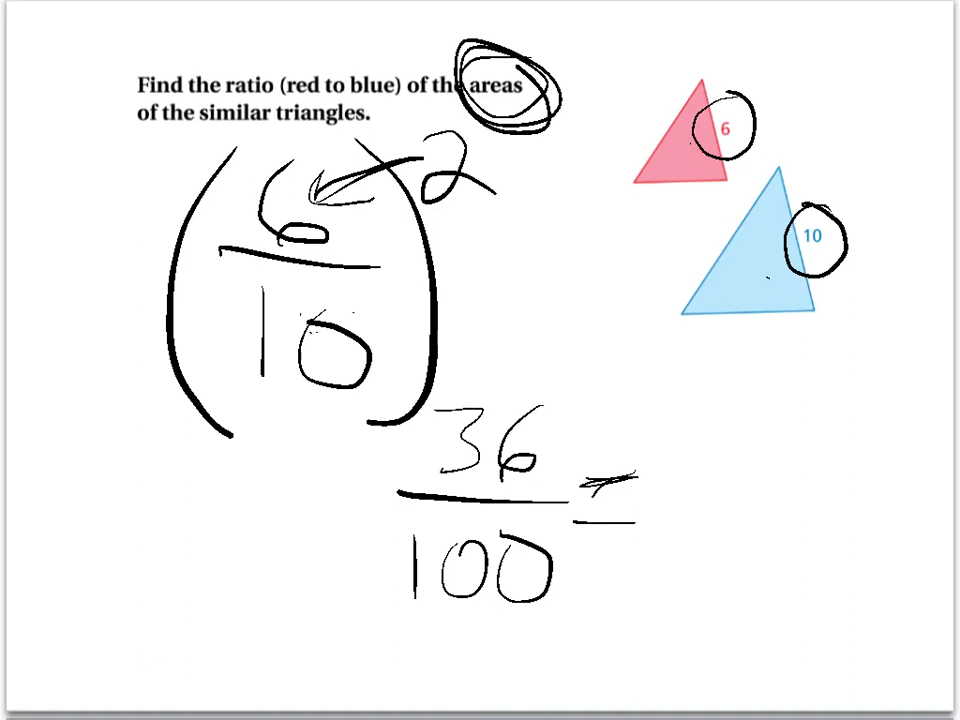 Find the ratio (red to blue) of the areas
of the similar triangles.
6
10
(6/10)2
36/100 =